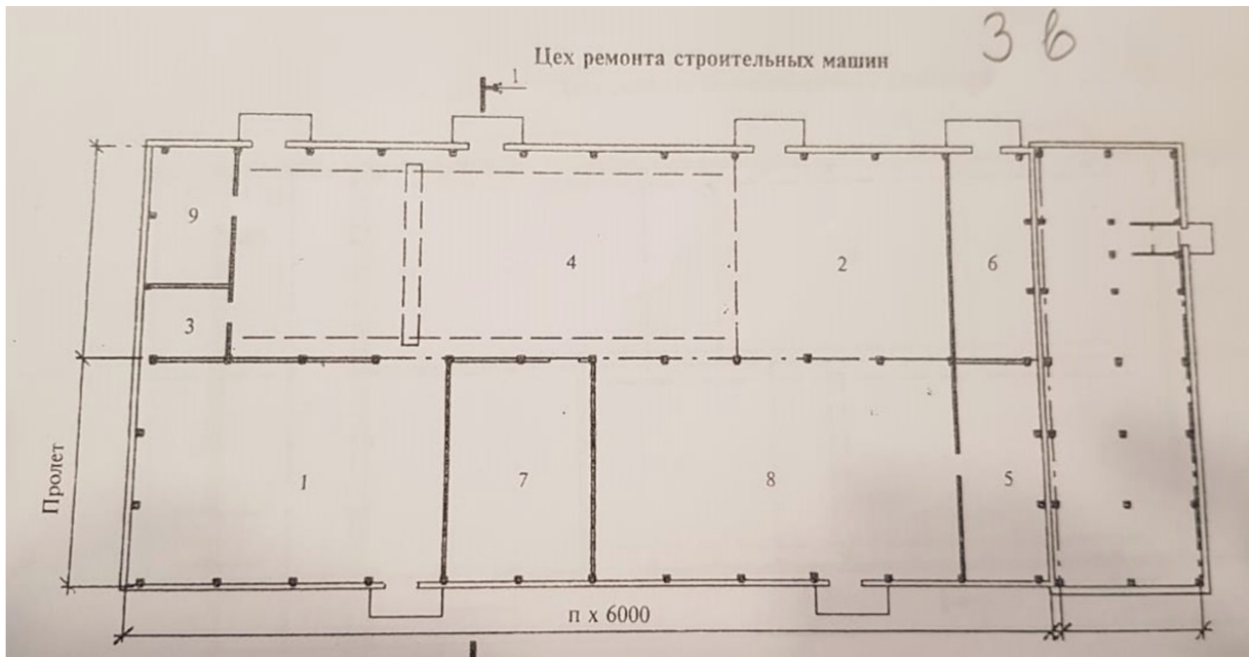 3 в
Цех ремонта строительных машин
1
9
4
2
6
3
Пролет
1
7
8
5
п х 6000